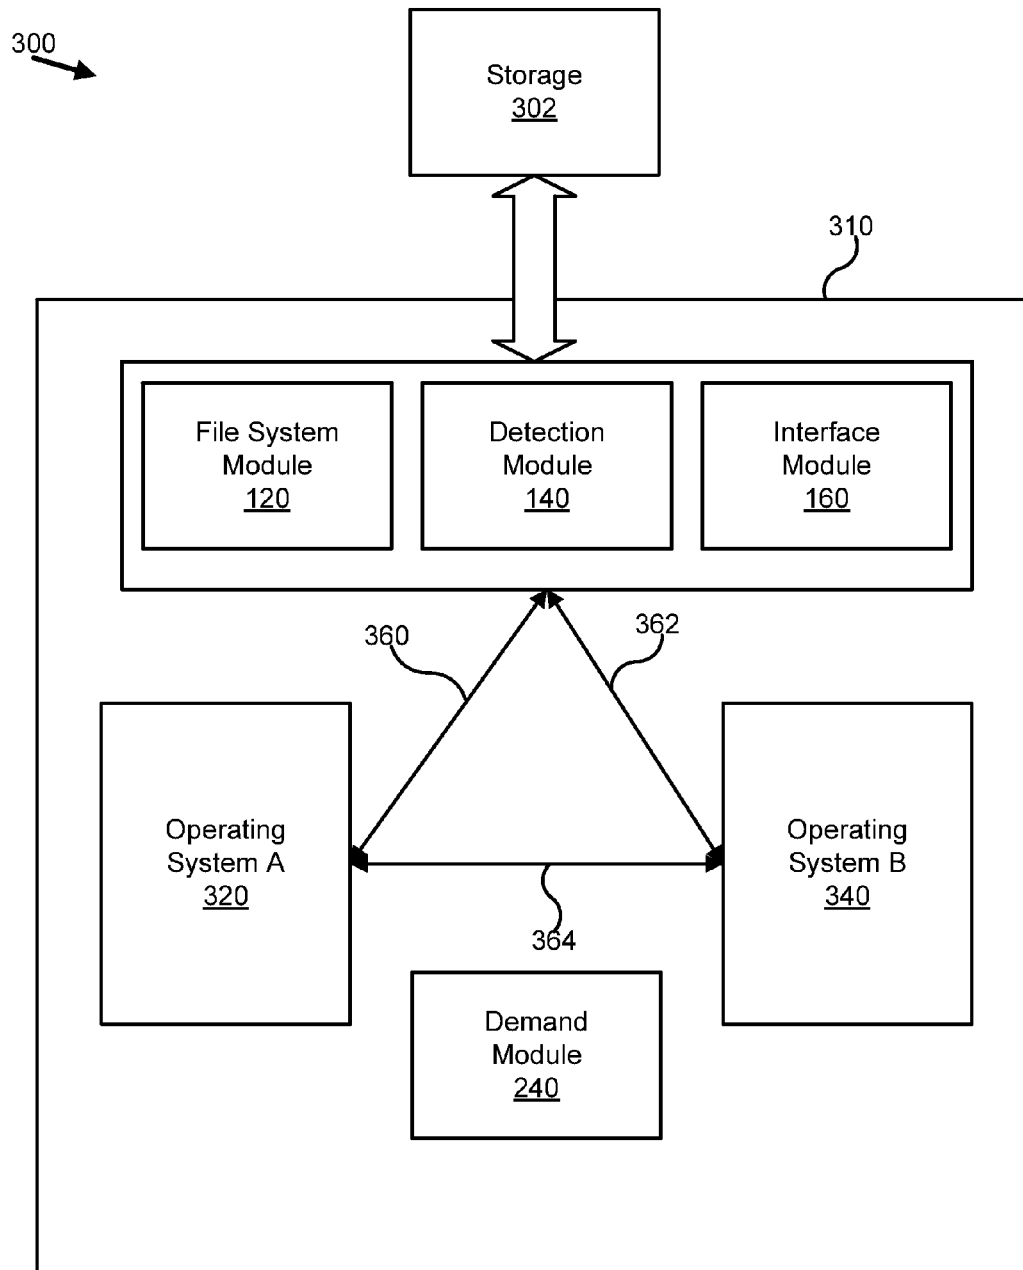 300
Storage
302
310
File System
Module
120
Detection
Module
140
Interface
Module
160
360
362
Operating
System A
320
Operating
System B
340
364
Demand
Module
240